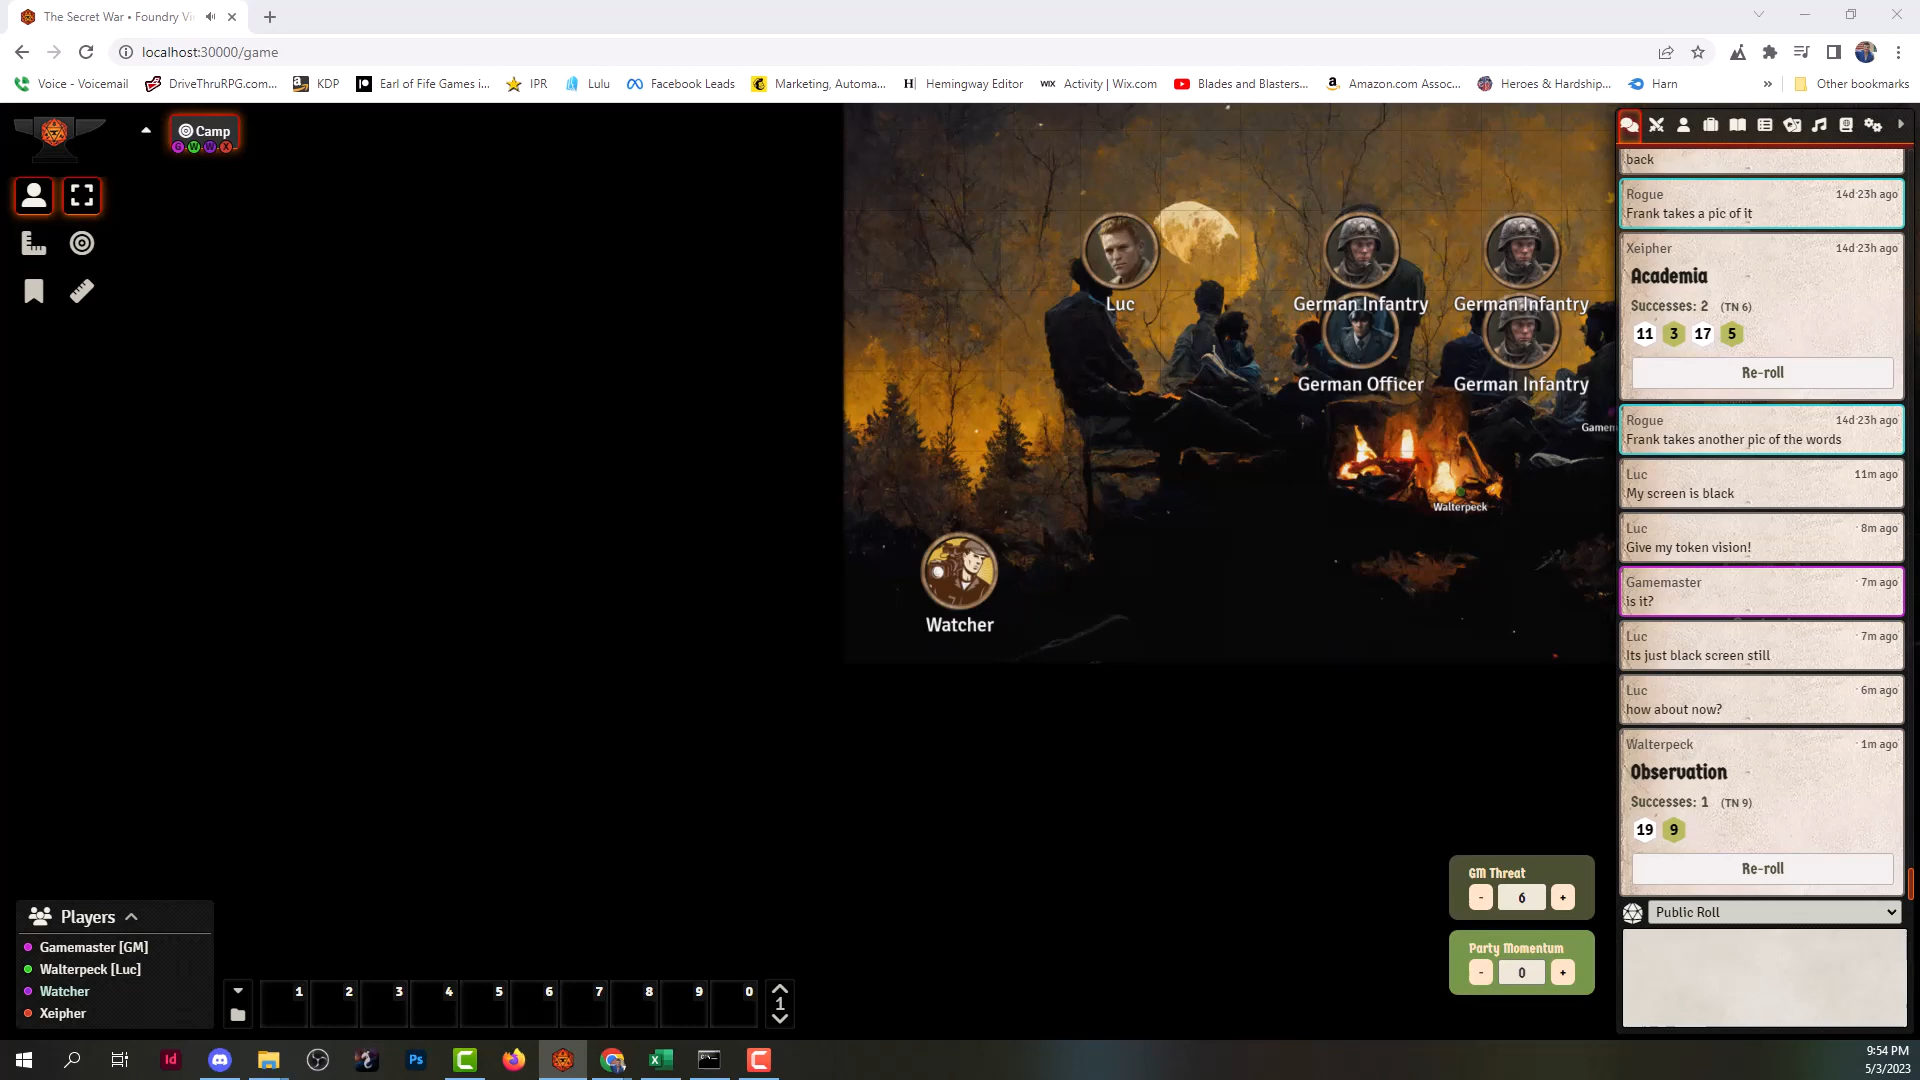 The Secret War • Foundry Vi
localhost:30000/game
Voice - Voicemail
DriveThruRPG.com...
KDP
Earl of Fife Games i...
IPR
Lulu
Facebook Leads
Marketing, Automa...
Hemingway Editor
WIX
Activity | Wix.com
Blades and Blasters...
Amazon.com Assoc...
Heroes & Hardship...
Harn
»
Other bookmarks
Camp
G W W X
Luc
German Infantry
German Infantry
German Officer
German Infantry
Gamem
Walterpeck
Watcher
back
Rogue 14d 23h ago
Frank takes a pic of it
Xeipher 14d 23h ago
Academia
Successes: 2 (TN 6)
11 3 17 5
Re-roll
Rogue 14d 23h ago
Frank takes another pic of the words
Luc 11m ago
My screen is black
Luc 8m ago
Give my token vision!
Gamemaster 7m ago
is it?
Luc 7m ago
Its just black screen still
Luc 6m ago
how about now?
Walterpeck 1m ago
Observation
Successes: 1 (TN 9)
19 9
Re-roll
Public Roll
GM Threat
- 6 +
Party Momentum
- 0 +
Players
Gamemaster [GM]
Walterpeck [Luc]
Watcher
Xeipher
1 2 3 4 5 6 7 8 9 0
1
Id
Ps
9:54 PM
5/3/2023